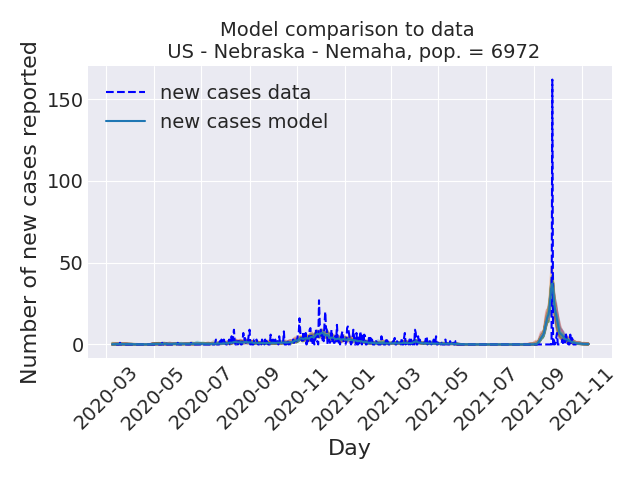 Model comparison to data
US - Nebraska - Nemaha, pop. = 6972
Number of new cases reported
150
100
50
0
new cases data
new cases model
2020-03
2020-05
2020-07
2020-09
2020-11
2021-01
2021-03
2021-05
2021-07
2021-09
2021-11
Day